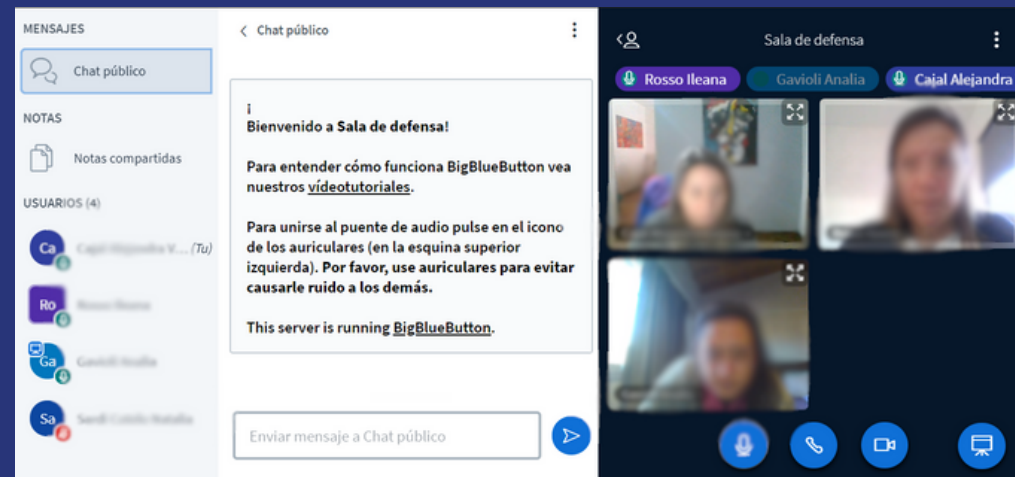 MENSAJES
Chat público
NOTAS
Notas compartidas
USUARIOS (4)
Ca
(Tu)
Ro
Ga
Sa
Chat público
¡
Bienvenido a Sala de defensa!
Para entender cómo funciona BigBlueButton vea
nuestros vídeotutoriales.
Para unirse al puente de audio pulse en el icono
de los auriculares (en la esquina superior
izquierda). Por favor, use auriculares para evitar
causarle ruido a los demás.
This server is running BigBlueButton.
Enviar mensaje a Chat público
Sala de defensa
Rosso Ileana
Gavioli Analia
Cajal Alejandra